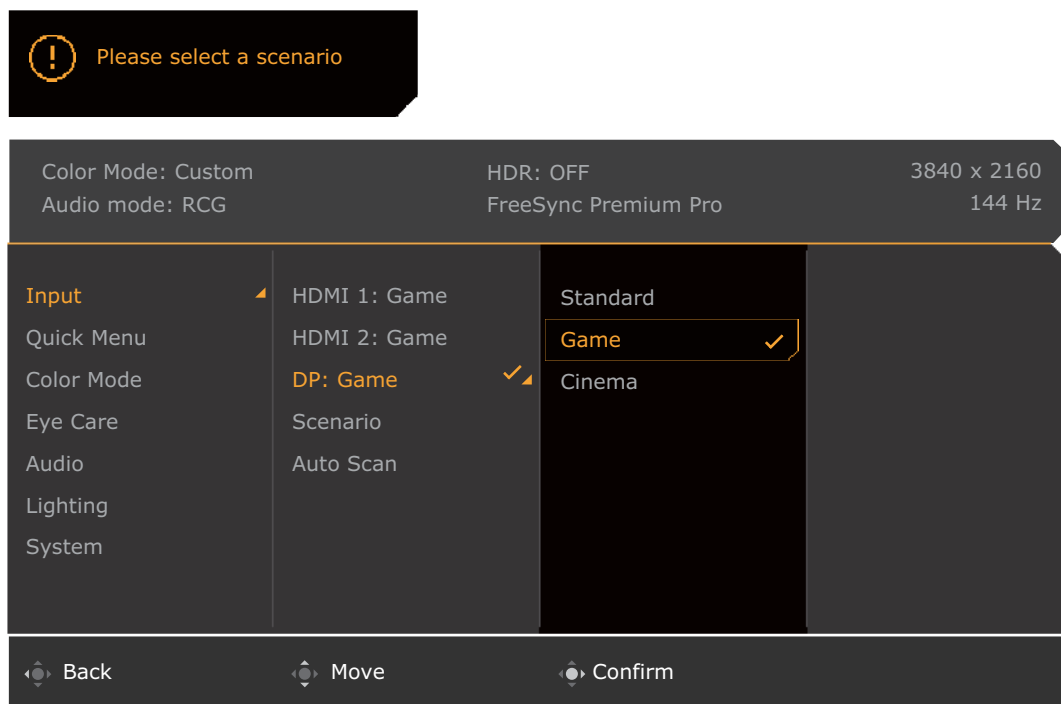 Please select a scenario
Color Mode: Custom
Audio mode: RCG
HDR: OFF
FreeSync Premium Pro
3840 x 2160
144 Hz
Input
Quick Menu
Color Mode
Eye Care
Audio
Lighting
System
HDMI 1: Game
HDMI 2: Game
DP: Game
Scenario
Auto Scan
Standard
Game
Cinema
Back
Move
Confirm